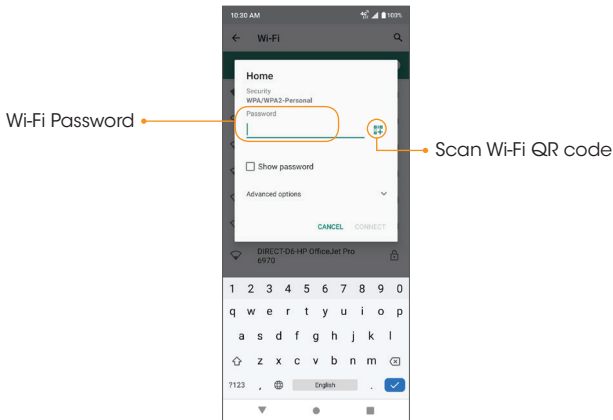 10:30 AM 4G 103%
Wi-Fi
Home
Security
WPA/WPA2-Personal
Password
Wi-Fi Password
Scan Wi-Fi QR code
Show password
Advanced options
CANCEL CONNECT
DIRECT-D6-HP OfficeJet Pro
6970
1 2 3 4 5 6 7 8 9 0
q w e r t y u i o p
a s d f g h j k l
z x c v b n m
?123 , English .